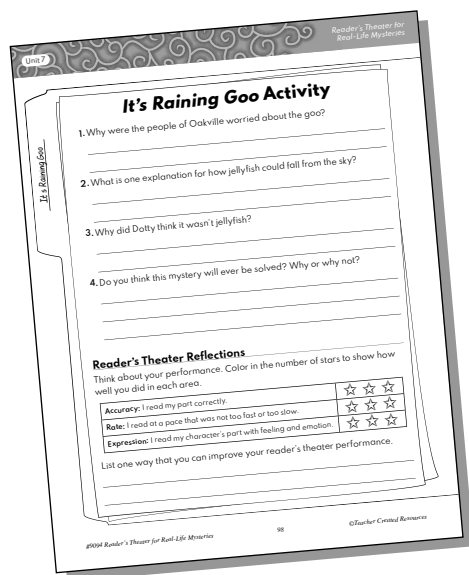 Unit 7
Reader's Theater for
Real-Life Mysteries
It's Raining Goo
It's Raining Goo Activity
1. Why were the people of Oakville worried about the goo?
2. What is one explanation for how jellyfish could fall from the sky?
3. Why did Dotty think it wasn't jellyfish?
4. Do you think this mystery will ever be solved? Why or why not?
Reader's Theater Reflections
Think about your performance. Color in the number of stars to show how
well you did in each area.
Accuracy: I read my part correctly.
Rate: I read at a pace that was not too fast or too slow.
Expression: I read my character's part with feeling and emotion.
List one way that you can improve your reader's theater performance.
#9094 Reader's Theater for Real-Life Mysteries
98
©Teacher Created Resources